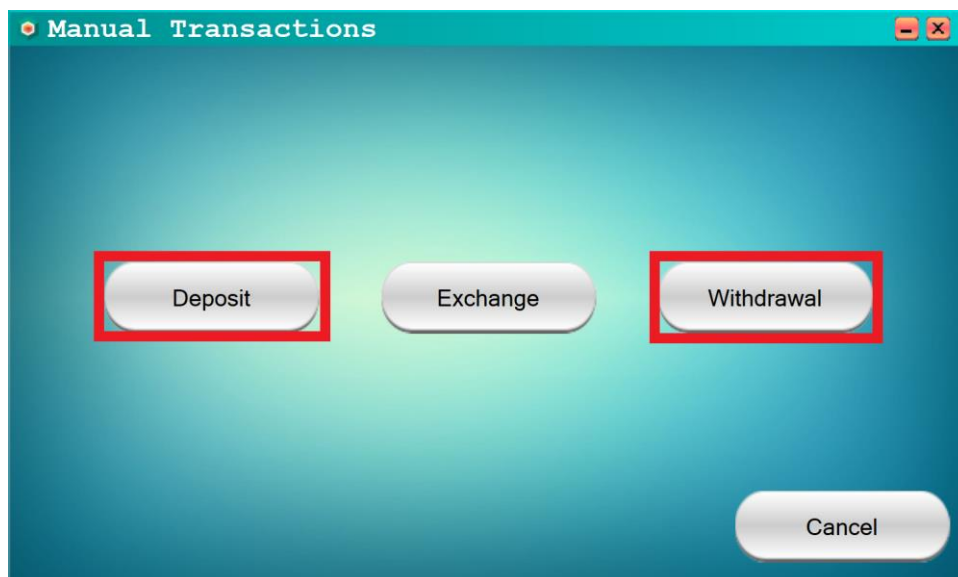 Manual Transactions
Deposit
Exchange
Withdrawal
Cancel